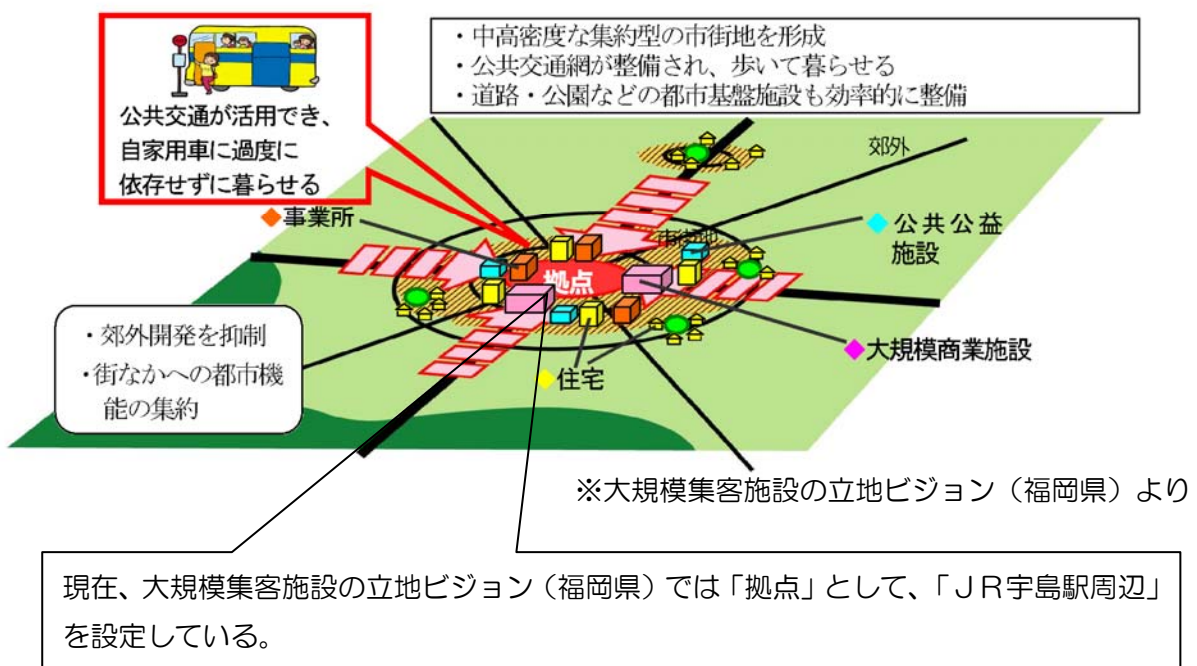 ・中高密度な集約型の市街地を形成
・公共交通網が整備され、歩いて暮らせる
・道路・公園などの都市基盤施設も効率的に整備
公共交通が活用でき、
自家用車に過度に
依存せずに暮らせる
郊外
◆事業所
市街地
◆公共公益
施設
拠点
・郊外開発を抑制
・街なかへの都市機
能の集約
◆大規模商業施設
◆住宅
※大規模集客施設の立地ビジョン（福岡県）より
現在、大規模集客施設の立地ビジョン（福岡県）では「拠点」として、「ＪＲ宇島駅周辺」
を設定している。